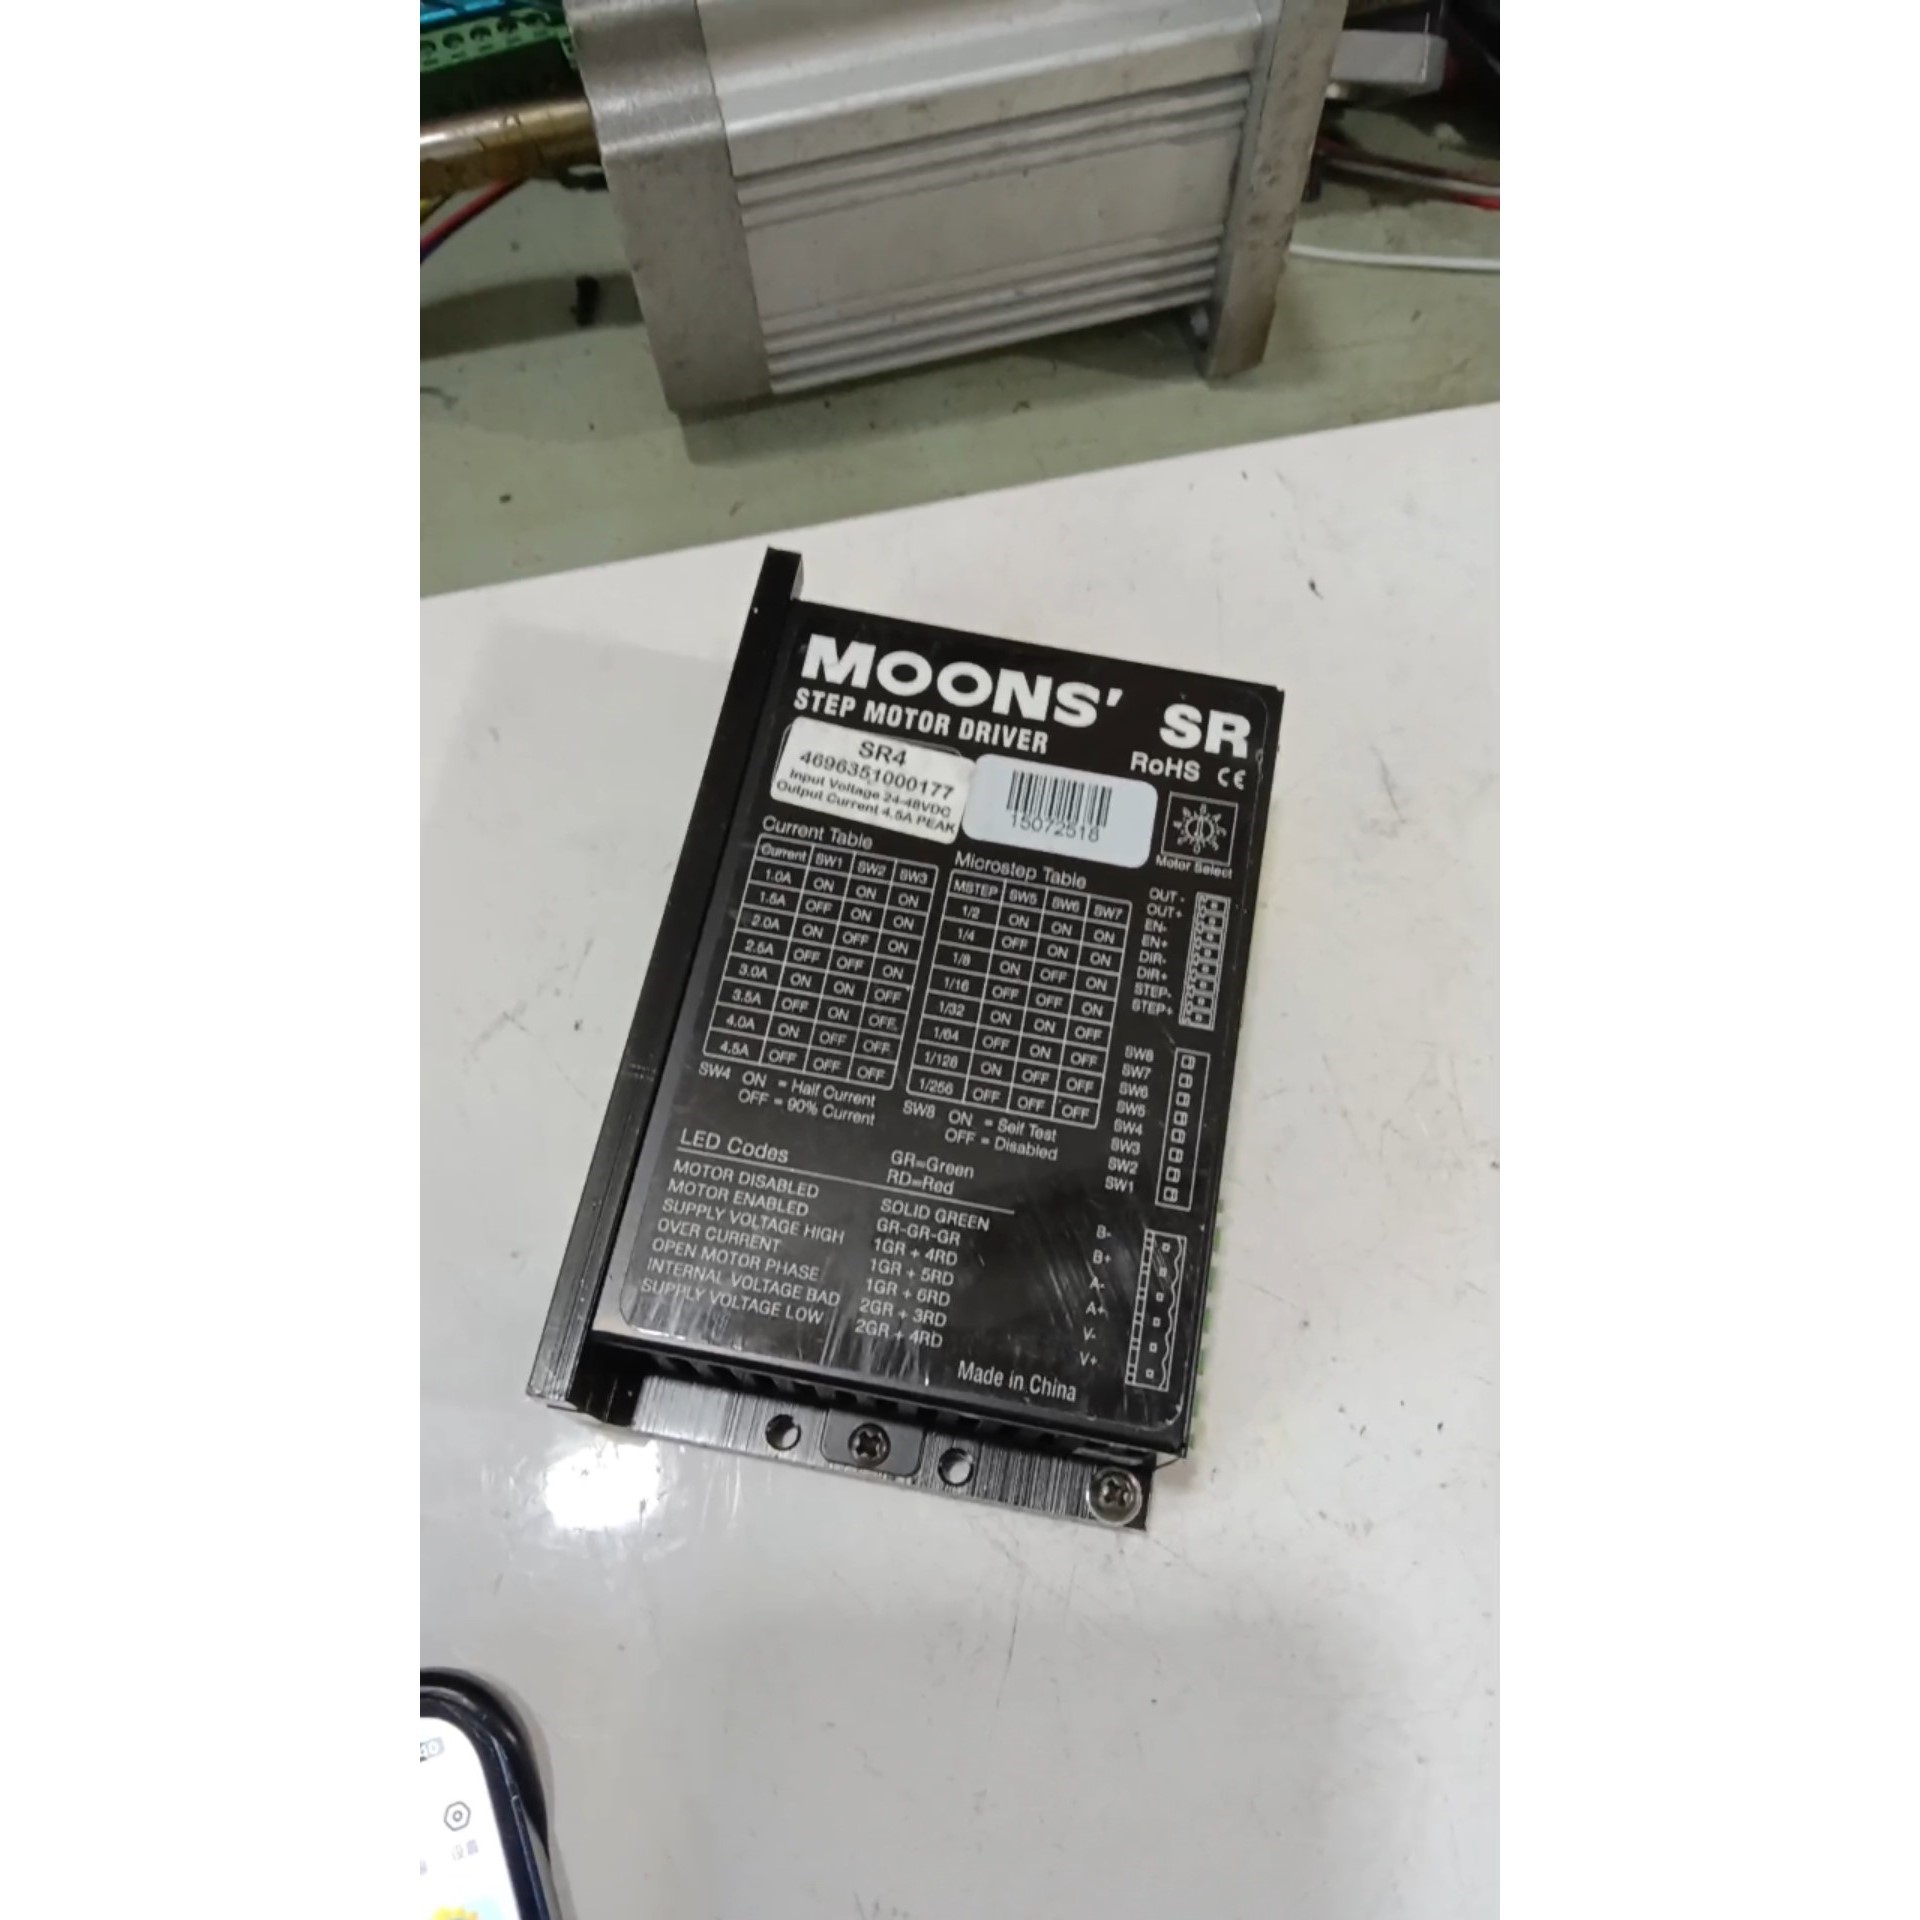 MOONS' SR
STEP MOTOR DRIVER
RoHS CE
SR4
4696351000177
Input Voltage 24-48VDC
Output Current 4.5A PEAK
15072518
Motor Select
Current Table
Current SW1 SW2 SW3
1.0A ON ON ON
1.5A OFF ON ON
2.0A ON OFF ON
2.5A OFF OFF ON
3.0A ON ON OFF
3.5A OFF ON OFF
4.0A ON OFF OFF
4.5A OFF OFF OFF
SW4 ON = Half Current
OFF = 90% Current
Microstep Table
MSTEP SW5 SW6 SW7
1/2 ON ON ON
1/4 OFF ON ON
1/8 ON OFF ON
1/16 OFF OFF ON
1/32 ON ON OFF
1/64 OFF ON OFF
1/128 ON OFF OFF
1/256 OFF OFF OFF
SW8 ON = Self Test
OFF = Disabled
OUT-
OUT+
EN-
EN+
DIR-
DIR+
STEP-
STEP+
SW8
SW7
SW6
SW5
SW4
SW3
SW2
SW1
B-
B+
A-
A+
V-
V+
LED Codes
GR=Green
RD=Red
MOTOR DISABLED SOLID GREEN
MOTOR ENABLED GR-GR-GR
SUPPLY VOLTAGE HIGH 1GR + 4RD
OVER CURRENT 1GR + 5RD
OPEN MOTOR PHASE 1GR + 6RD
INTERNAL VOLTAGE BAD 2GR + 3RD
SUPPLY VOLTAGE LOW 2GR + 4RD
Made in China
设置